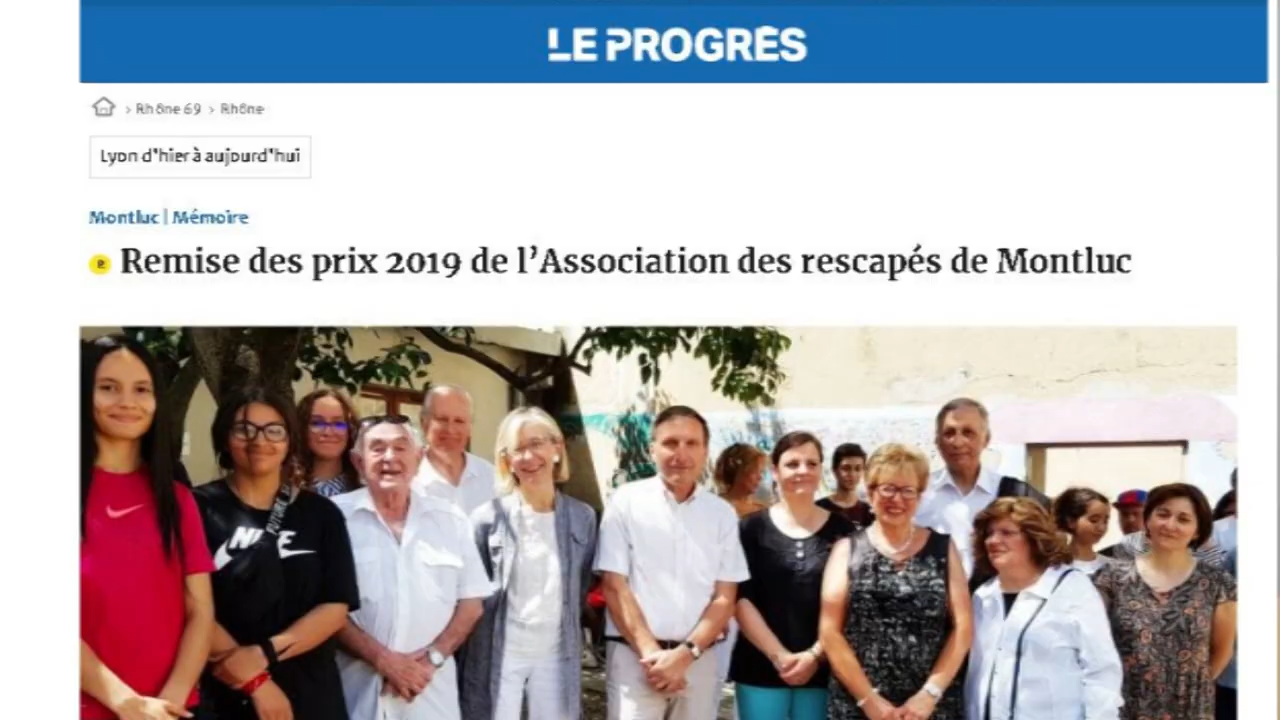 LE PROGRÈS
> Rhône 69 > Rhône
Lyon d'hier à aujourd'hui
Montluc | Mémoire
Remise des prix 2019 de l'Association des rescapés de Montluc
NIKE